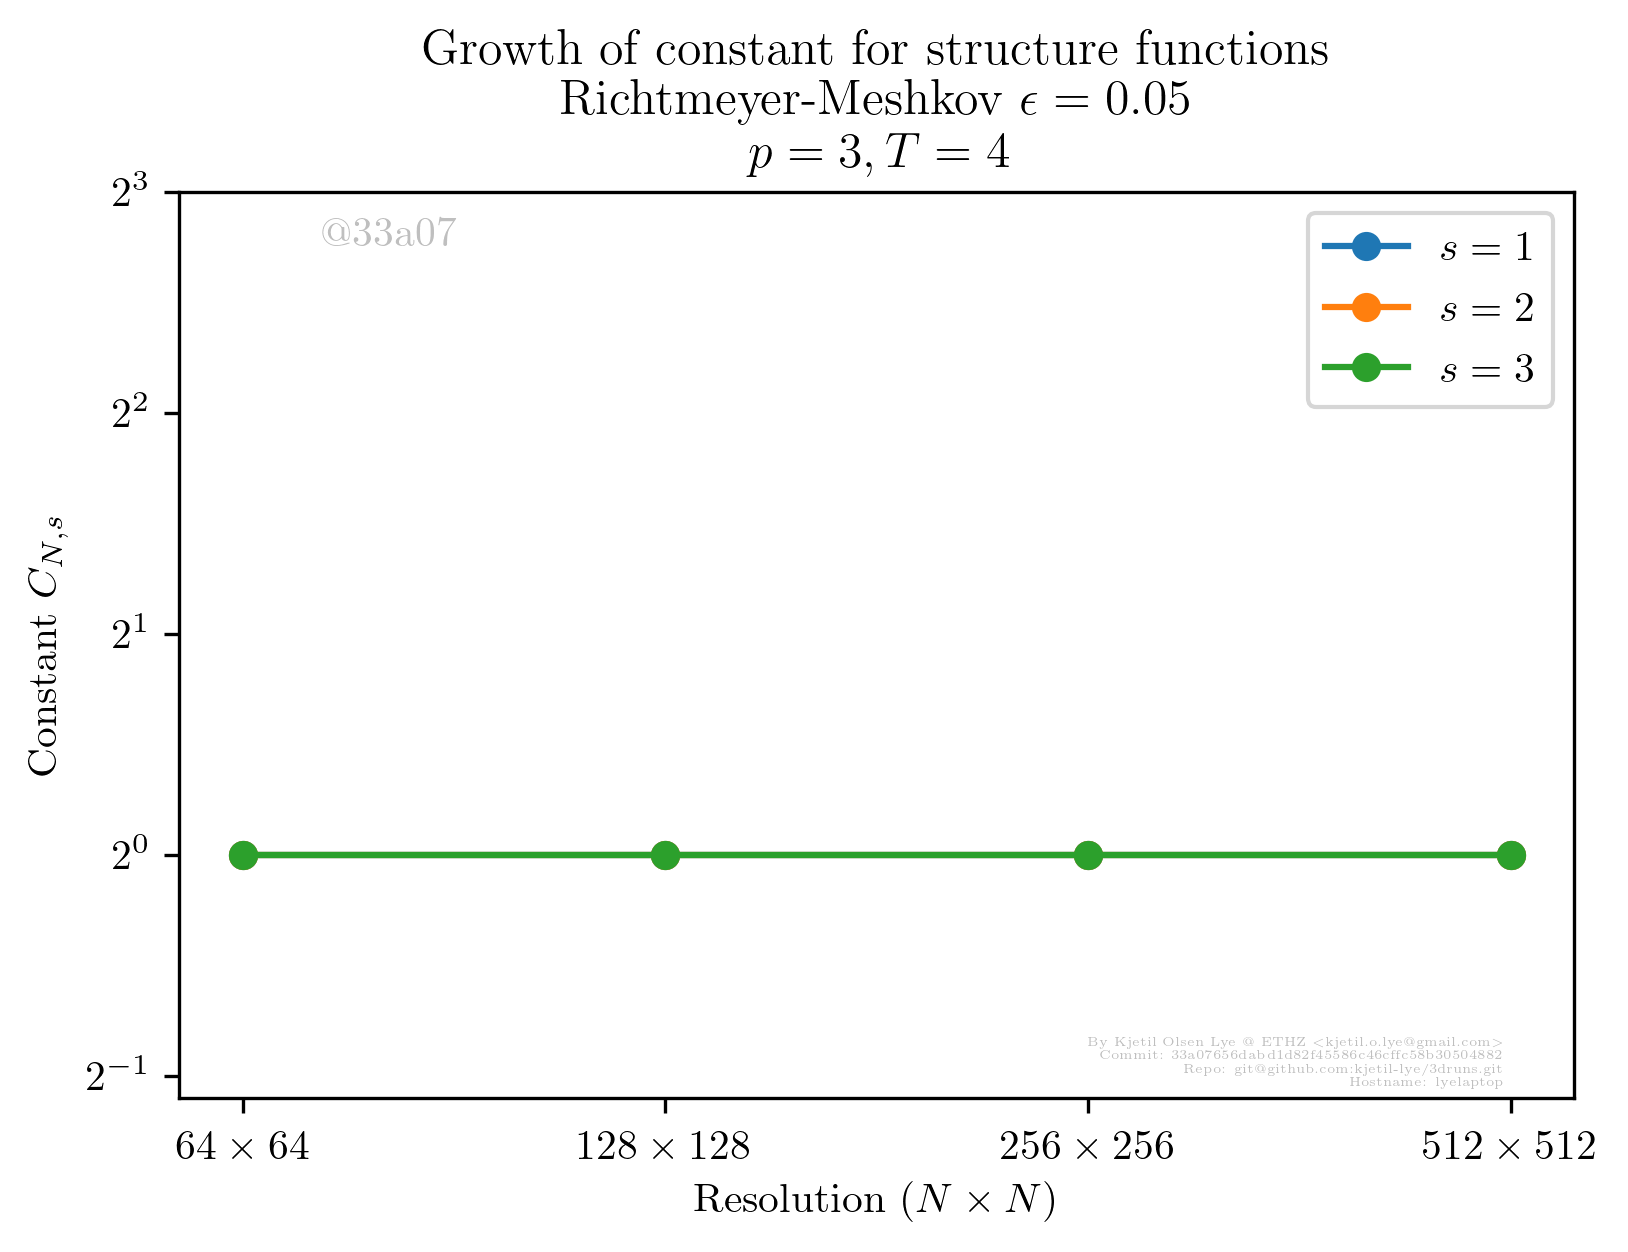 Growth of constant for structure functions
Richtmeyer-Meshkov ϵ = 0.05
p = 3, T = 4
2³
2²
2¹
2⁰
2⁻¹
Constant C_{N,s}
@33a07
s = 1
s = 2
s = 3
By Kjetil Olsen Lye @ ETHZ <kjetil.o.lye@gmail.com>
Commit: 33a07656dabd1d82f45586c46cffc58b30504882
Repo: git@github.com:kjetil-lye/3druns.git
Hostname: lyelaptop
64 × 64
128 × 128
256 × 256
512 × 512
Resolution (N × N)